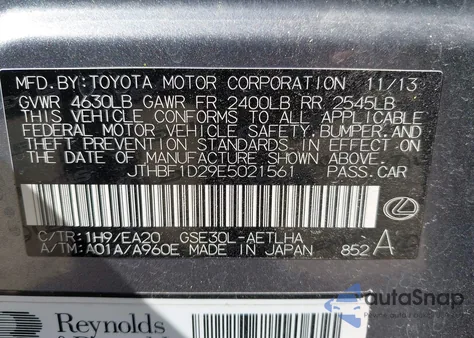 MFD.BY:TOYOTA MOTOR CORPORATION 11/13
GVWR 4630LB GAWR FR 2400LB RR 2545LB
THIS VEHICLE CONFORMS TO ALL APPLICABLE
FEDERAL MOTOR VEHICLE SAFETY, BUMPER, AND
THEFT PREVENTION STANDARDS IN EFFECT ON THE
DATE OF MANUFACTURE SHOWN ABOVE.
JTHBF1D29E5021561 PASS.CAR
C/TR:1H9/EA20 GSE30L-AETLHA
A/TM:A01A/A960E MADE IN JAPAN 852 A
Reynolds
autoSnap